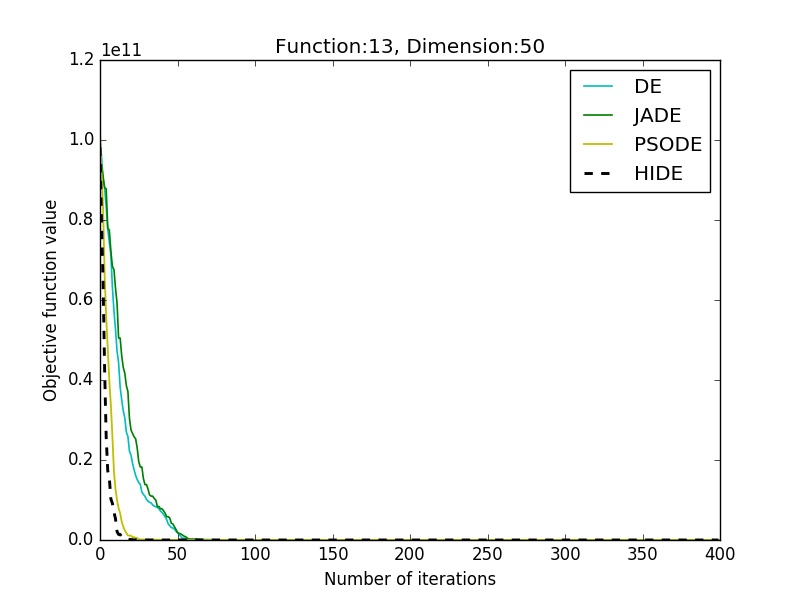 Function:13, Dimension:50
1e11
1.2
1.0
0.8
0.6
0.4
0.2
0.0
Objective function value
DE
JADE
PSODE
HIDE
0 50 100 150 200 250 300 350 400
Number of iterations